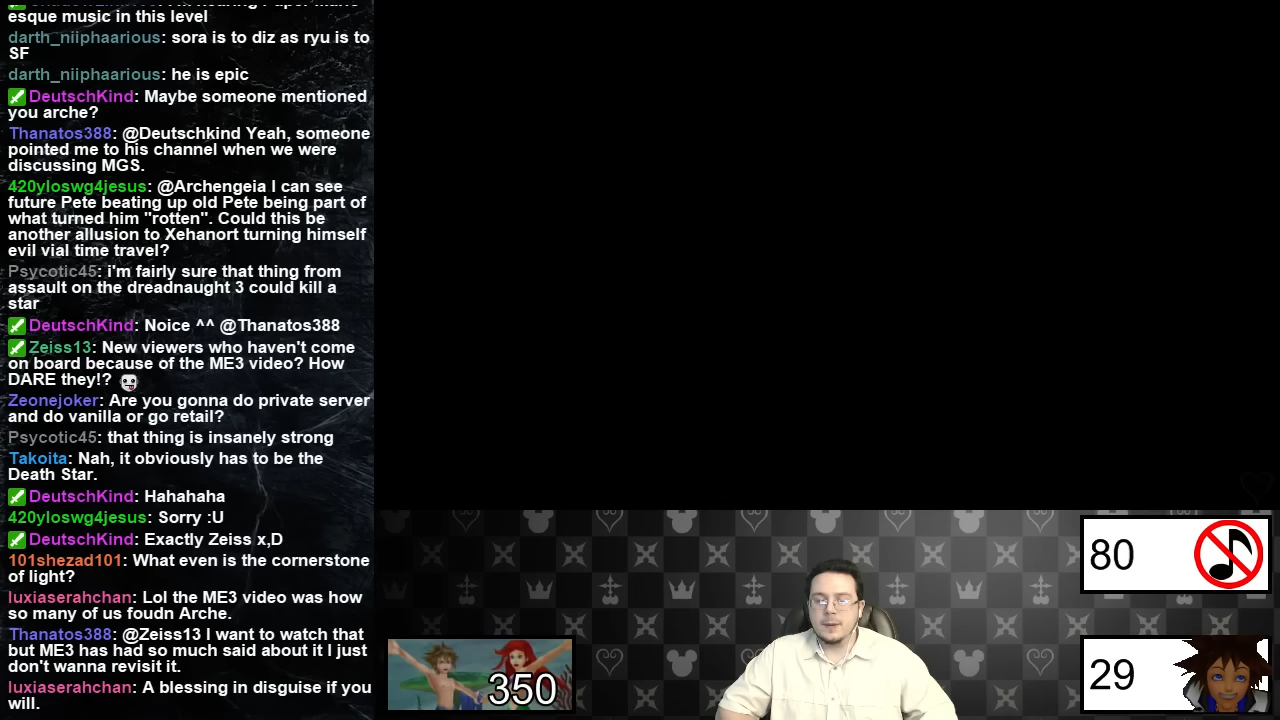 esque music in this level
darth_niiphaarious: sora is to diz as ryu is to
SF
darth_niiphaarious: he is epic
DeutschKind: Maybe someone mentioned
you arche?
Thanatos388: @Deutschkind Yeah, someone
pointed me to his channel when we were
discussing MGS.
420yloswg4jesus: @Archengeia I can see
future Pete beating up old Pete being part of
what turned him "rotten". Could this be
another allusion to Xehanort turning himself
evil vial time travel?
Psycotic45: i'm fairly sure that thing from
assault on the dreadnaught 3 could kill a
star
DeutschKind: Noice ^^ @Thanatos388
Zeiss13: New viewers who haven't come
on board because of the ME3 video? How
DARE they!?
Zeonejoker: Are you gonna do private server
and do vanilla or go retail?
Psycotic45: that thing is insanely strong
Takoita: Nah, it obviously has to be the
Death Star.
DeutschKind: Hahahaha
420yloswg4jesus: Sorry :U
DeutschKind: Exactly Zeiss x,D
101shezad101: What even is the cornerstone
of light?
luxiaserahchan: Lol the ME3 video was how
so many of us foudn Arche.
Thanatos388: @Zeiss13 I want to watch that
but ME3 has had so much said about it I just
don't wanna revisit it.
luxiaserahchan: A blessing in disguise if you
will.
350
80
29